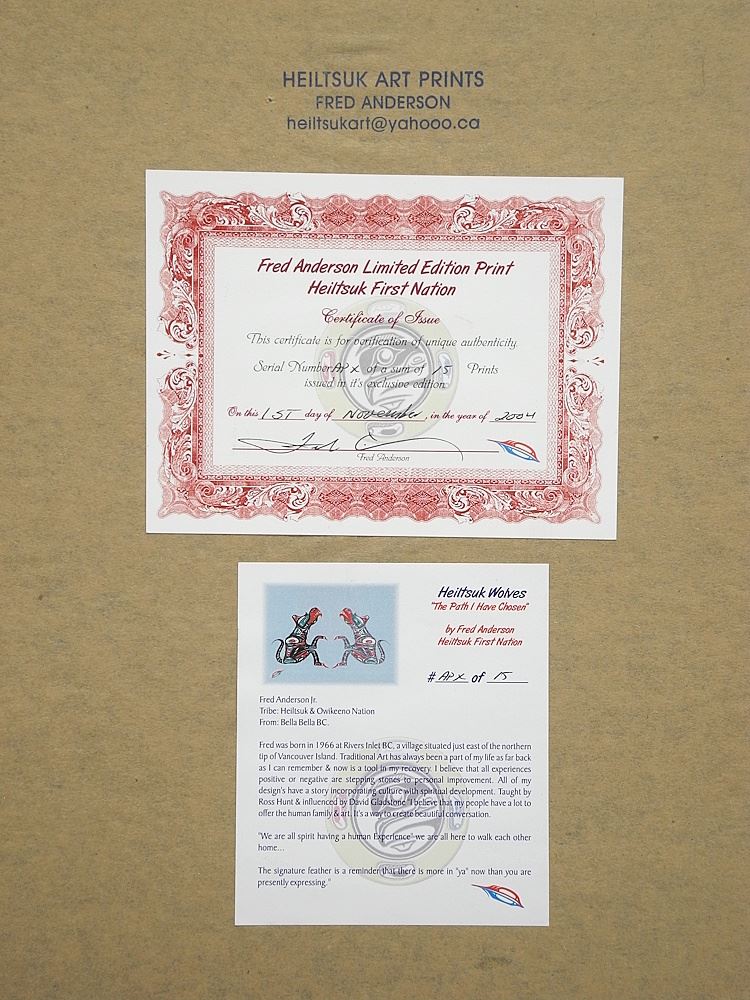 HEILTSUK ART PRINTS
FRED ANDERSON
heiltsukart@yahooo.ca
Fred Anderson Limited Edition Print
Heiltsuk First Nation
Certificate of Issue
This certificate is for verification of unique authenticity.
Serial Number AP X of a sum of 15 Prints
issued in it's exclusive edition.
On this 1ST day of November, in the year of 2004
Fred Anderson
Heiltsuk Wolves
"The Path I Have Chosen"
by Fred Anderson
Heiltsuk First Nation
# AP X of 15
Fred Anderson Jr.
Tribe: Heiltsuk & Owikeeno Nation
From: Bella Bella BC.
Fred was born in 1966 at Rivers Inlet BC, a village situated just east of the northern
tip of Vancouver Island. Traditional Art has always been a part of my life as far back
as I can remember & now is a tool in my recovery. I believe that all experiences
positive or negative are stepping stones to personal improvement. All of my
design's have a story incorporating culture with spiritual development. Taught by
Ross Hunt & influenced by David Gladstone I believe that my people have a lot to
offer the human family & art. It's a way to create beautiful conversation.
"We are all spirit having a human Experience" we are all here to walk each other
home...
The signature feather is a reminder that there is more in "ya" now than you are
presently expressing."